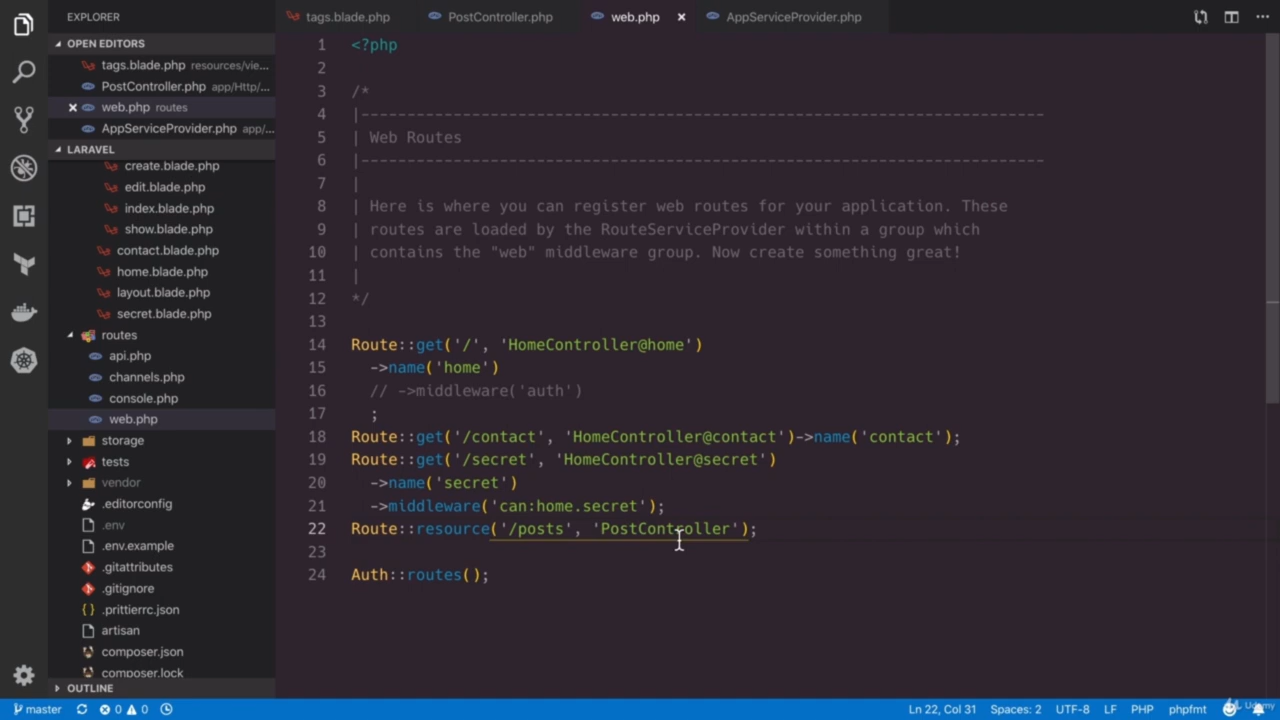 EXPLORER
OPEN EDITORS
tags.blade.php resources/vie...
PostController.php app/Http/...
web.php routes
AppServiceProvider.php app/...
LARAVEL
create.blade.php
edit.blade.php
index.blade.php
show.blade.php
contact.blade.php
home.blade.php
layout.blade.php
secret.blade.php
routes
api.php
channels.php
console.php
web.php
storage
tests
vendor
.editorconfig
.env
.env.example
.gitattributes
.gitignore
.prettierrc.json
artisan
composer.json
composer.lock
OUTLINE
tags.blade.php PostController.php web.php AppServiceProvider.php
1 <?php
2
3 /*
4 |--------------------------------------------------------------------------
5 | Web Routes
6 |--------------------------------------------------------------------------
7 |
8 | Here is where you can register web routes for your application. These
9 | routes are loaded by the RouteServiceProvider within a group which
10 | contains the "web" middleware group. Now create something great!
11 |
12 */
13
14 Route::get('/', 'HomeController@home')
15 ->name('home')
16 // ->middleware('auth')
17 ;
18 Route::get('/contact', 'HomeController@contact')->name('contact');
19 Route::get('/secret', 'HomeController@secret')
20 ->name('secret')
21 ->middleware('can:home.secret');
22 Route::resource('/posts', 'PostController');
23
24 Auth::routes();
master 0 0 Ln 22, Col 31 Spaces: 2 UTF-8 LF PHP phpfmt
Udemy